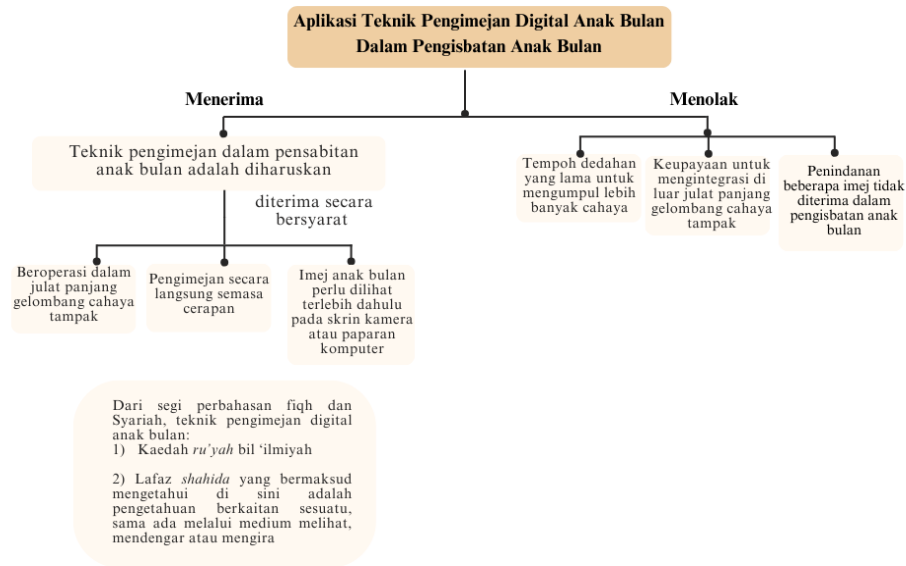 Aplikasi Teknik Pengimejan Digital Anak Bulan
Dalam Pengisbatan Anak Bulan
Menerima
Menolak
Teknik pengimejan dalam pensabitan
anak bulan adalah diharuskan
diterima secara
bersyarat
Beroperasi dalam
julat panjang
gelombang cahaya
tampak
Pengimejan secara
langsung semasa
cerapan
Imej anak bulan
perlu dilihat
terlebih dahulu
pada skrin kamera
atau paparan
komputer
Tempoh dedahan
yang lama untuk
mengumpul lebih
banyak cahaya
Keupayaan untuk
mengintegrasi di
luar julat panjang
gelombang cahaya
tampak
Penindanan
beberapa imej tidak
diterima dalam
pengisbatan anak
bulan
Dari segi perbahasan fiqh dan
Syariah, teknik pengimejan digital
anak bulan:
1) Kaedah ru'yah bil ‘ilmiyah
2) Lafaz shahida yang bermaksud
mengetahui di sini adalah
pengetahuan berkaitan sesuatu,
sama ada melalui medium melihat,
mendengar atau mengira